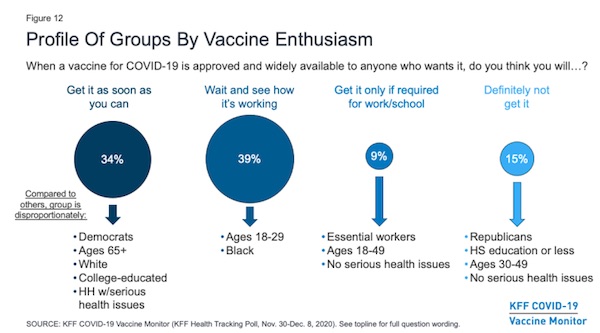 Figure 12
Profile Of Groups By Vaccine Enthusiasm
When a vaccine for COVID-19 is approved and widely available to anyone who wants it, do you think you will…?
Get it as soon as
you can
Wait and see how
it's working
Get it only if required
for work/school
Definitely not
get it
34%
39%
9%
15%
Compared to
others, group is
disproportionately:
• Democrats
• Ages 65+
• White
• College-educated
• HH w/serious
health issues
• Ages 18-29
• Black
• Essential workers
• Ages 18-49
• No serious health issues
• Republicans
• HS education or less
• Ages 30-49
• No serious health issues
SOURCE: KFF COVID-19 Vaccine Monitor (KFF Health Tracking Poll, Nov. 30-Dec. 8, 2020). See topline for full question wording.
KFF COVID-19
Vaccine Monitor